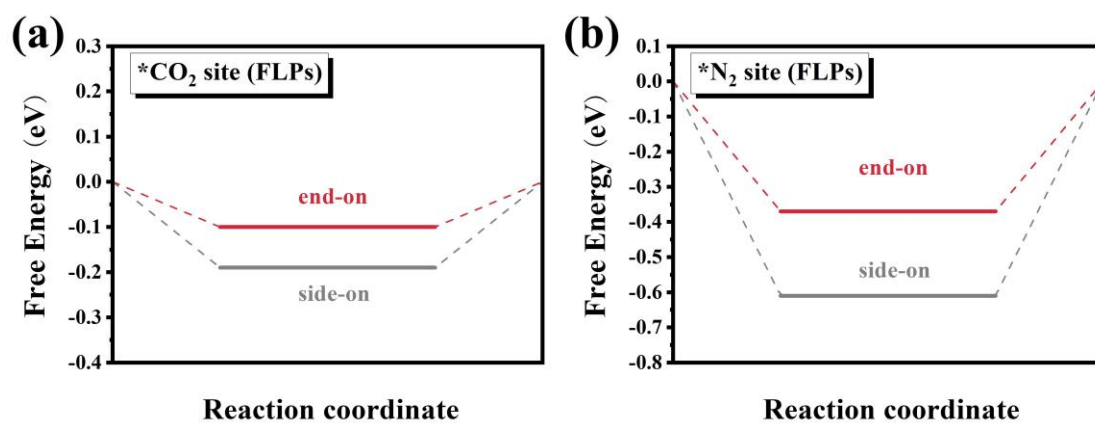 (a)
*CO₂ site (FLPs)
Free Energy (eV)
0.3
0.2
0.1
0.0
-0.1
-0.2
-0.3
-0.4
end-on
side-on
Reaction coordinate
(b)
*N₂ site (FLPs)
Free Energy (eV)
0.1
0.0
-0.1
-0.2
-0.3
-0.4
-0.5
-0.6
-0.7
-0.8
end-on
side-on
Reaction coordinate